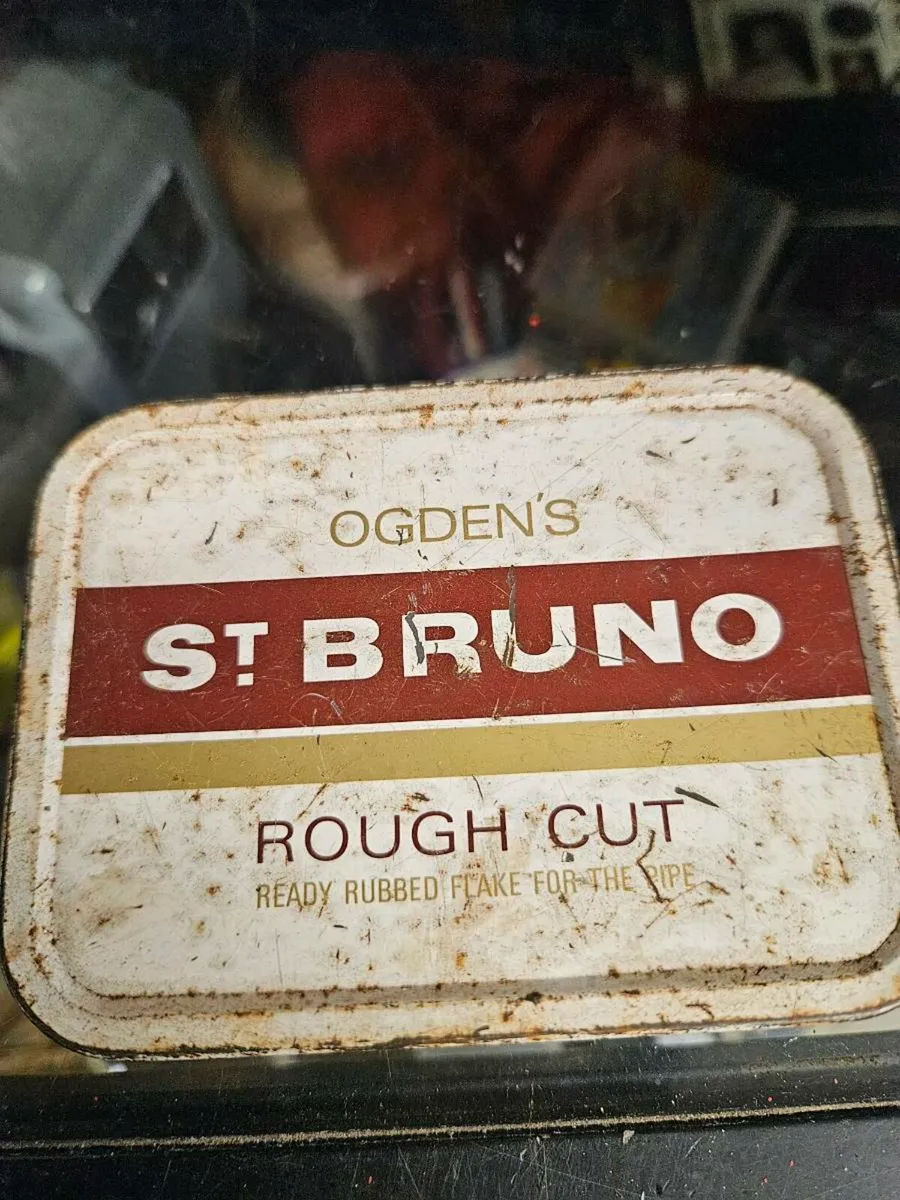 OGDEN'S
ST BRUNO
ROUGH CUT
READY RUBBED FLAKE FOR THE PIPE